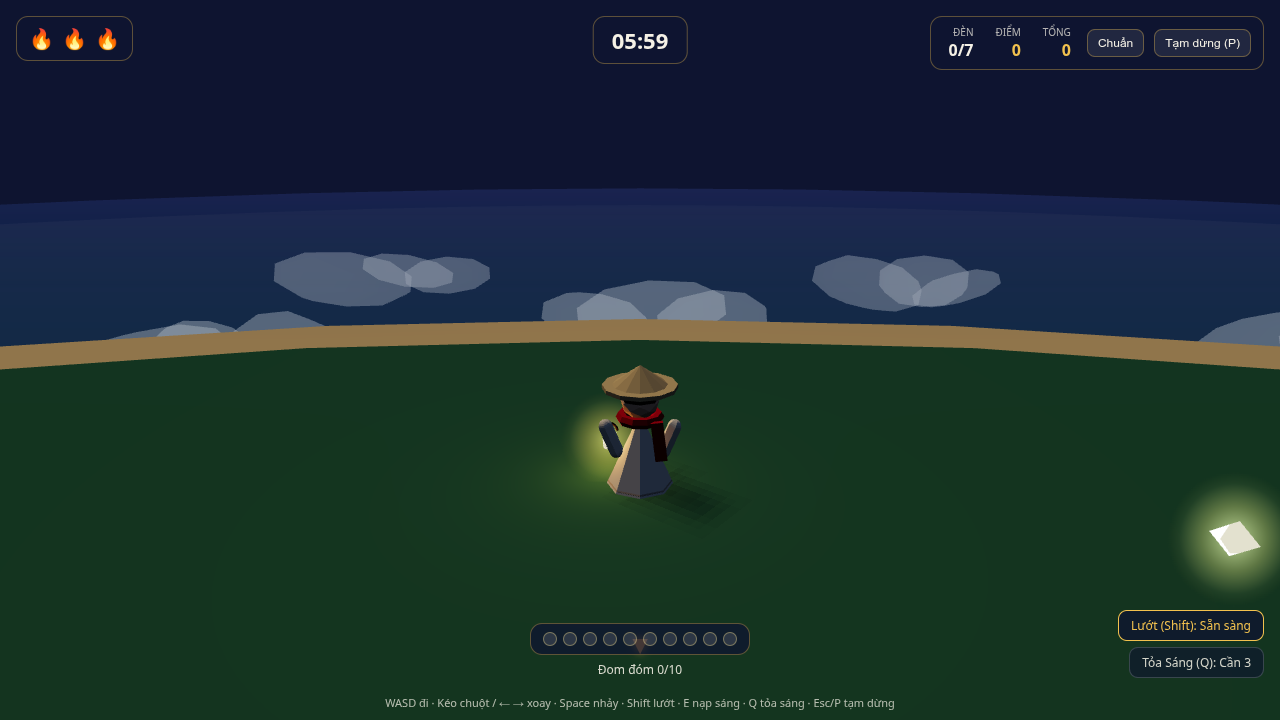 05:59
ĐÈN
0/7
ĐIỂM
0
TỔNG
0
Chuẩn
Tạm dừng (P)
Lướt (Shift): Sẵn sàng
Tỏa Sáng (Q): Cần 3
Đom đóm 0/10
WASD đi · Kéo chuột / ← → xoay · Space nhảy · Shift lướt · E nạp sáng · Q tỏa sáng · Esc/P tạm dừng